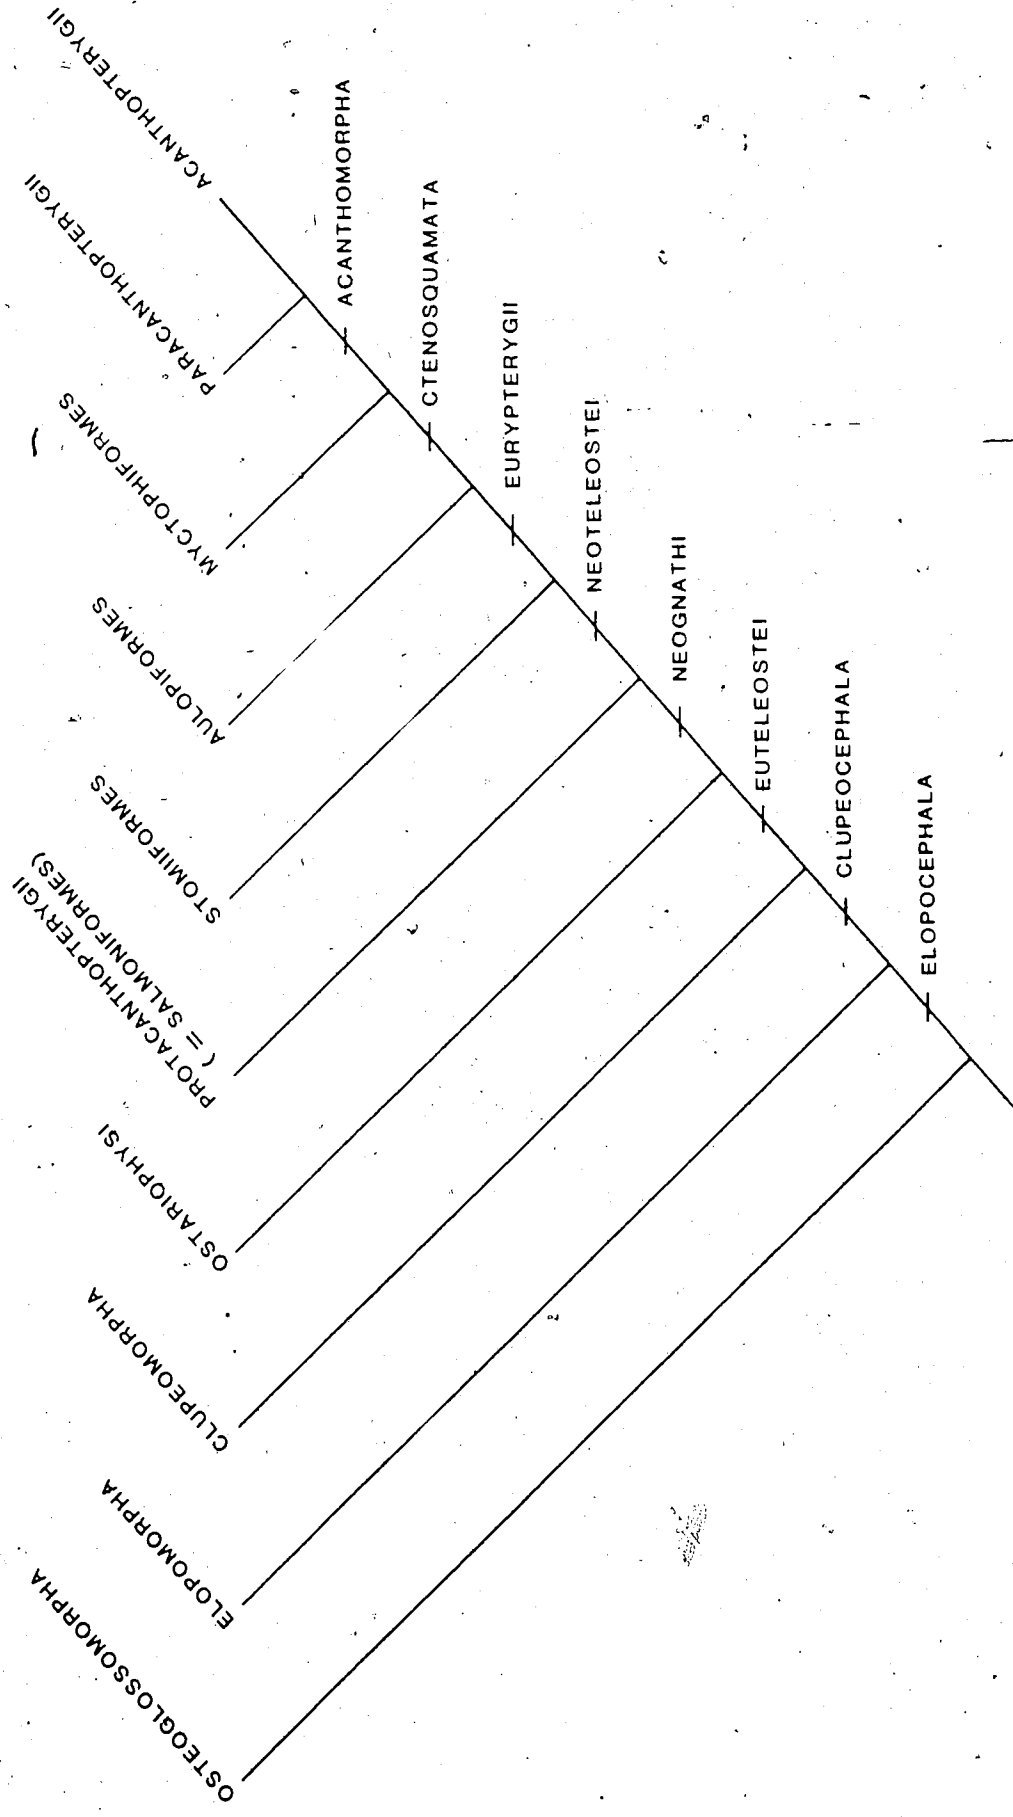 OSTEOGLOSSOMORPHA
ELOPOMORPHA
CLUPEOMORPHA
OSTARIOPHYSI
PROTACANTHOPTERYGII
( = SALMONIFORMES)
STOMIIFORMES
AULOPIFORMES
MYCTOPHIFORMES
PARACANTHOPTERYGII
ACANTHOPTERYGII
ACANTHOMORPHA
CTENOSQUAMATA
EURYPTERYGII
NEOTELEOSTEI
NEOGNATHI
EUTELEOSTEI
CLUPEOCEPHALA
ELOPOCEPHALA